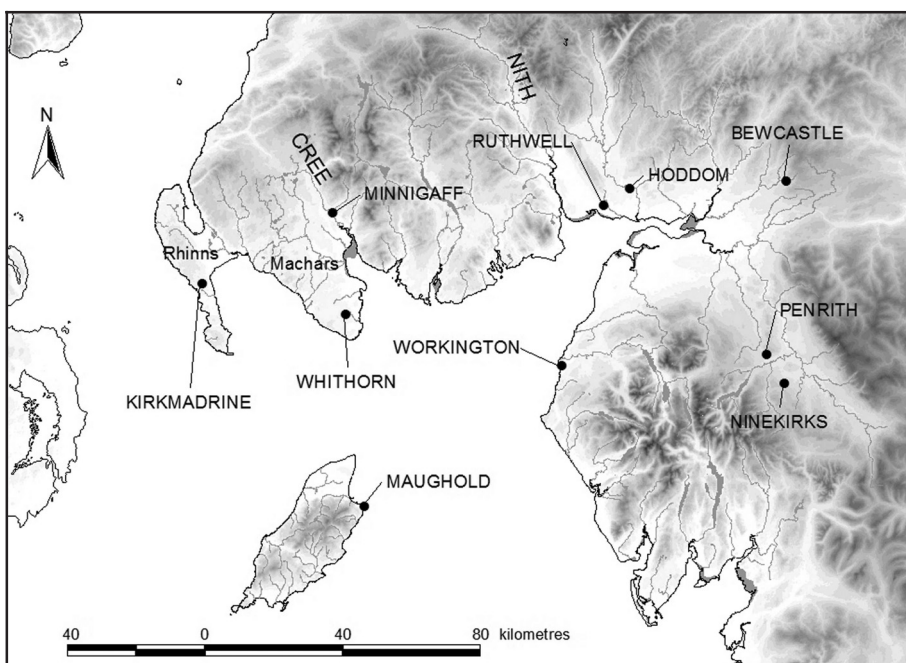 N
NITH
RUTHWELL
BEWCASTLE
HODDOM
CREE
MINNIGAFF
Rhinns
Machars
PENRITH
WORKINGTON
WHITHORN
KIRKMADRINE
NINEKIRKS
MAUGHOLD
40 0 40 80 kilometres